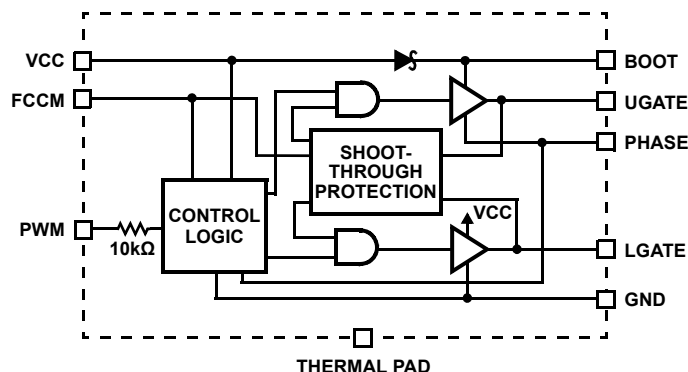 VCC
BOOT
FCCM
UGATE
PHASE
SHOOT-
THROUGH
PROTECTION
CONTROL
LOGIC
VCC
PWM
10kΩ
LGATE
GND
THERMAL PAD